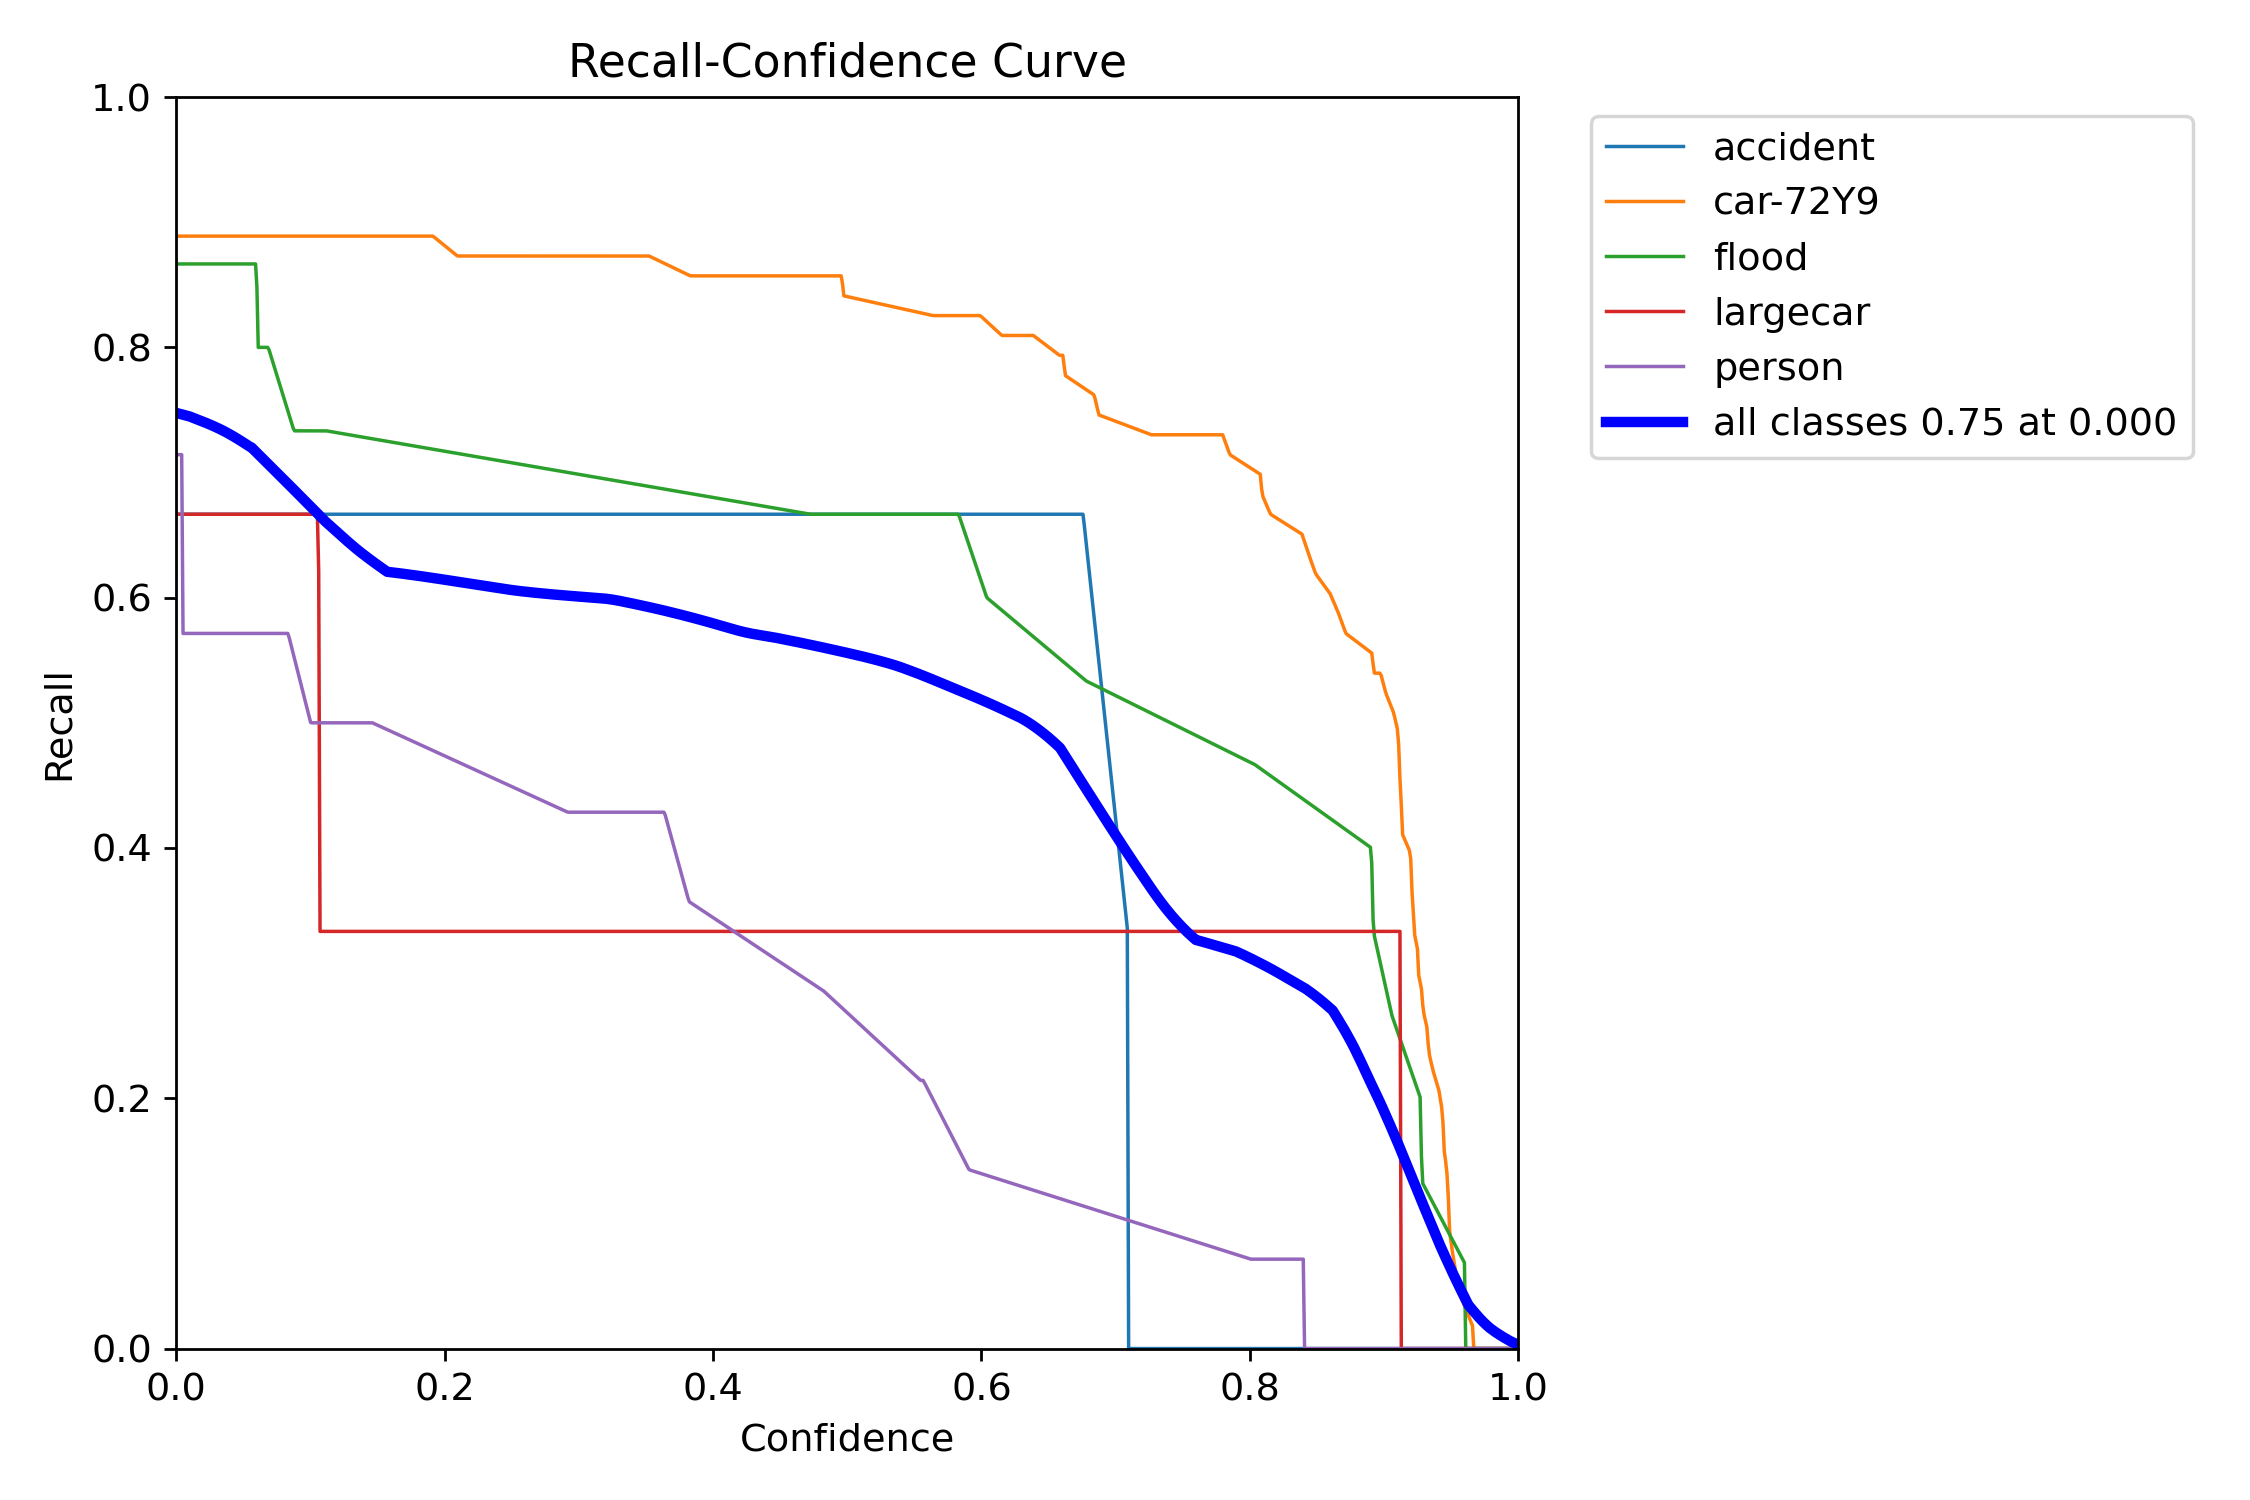 Recall-Confidence Curve
1.0
0.8
0.6
0.4
0.2
0.0
Recall
0.0 0.2 0.4 0.6 0.8 1.0
Confidence
accident
car-72Y9
flood
largecar
person
all classes 0.75 at 0.000